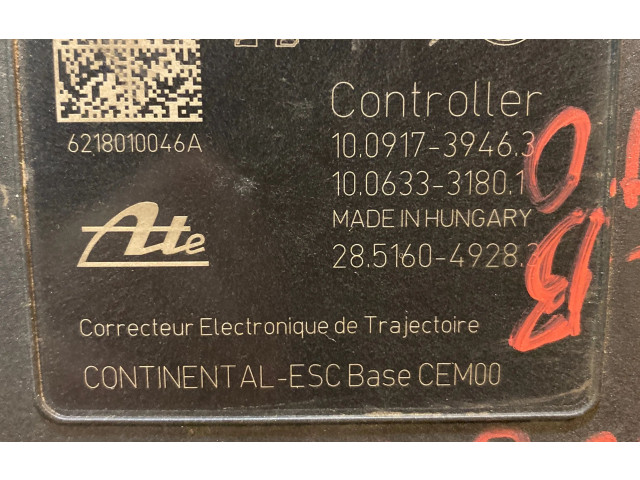 Controller
6218010046A
10.0917-3946.3
10.0633-3180.1
MADE IN HUNGARY
28.5160-4928.3
Ate
Correcteur Electronique de Trajectoire
CONTINENTAL-ESC Base CEM00